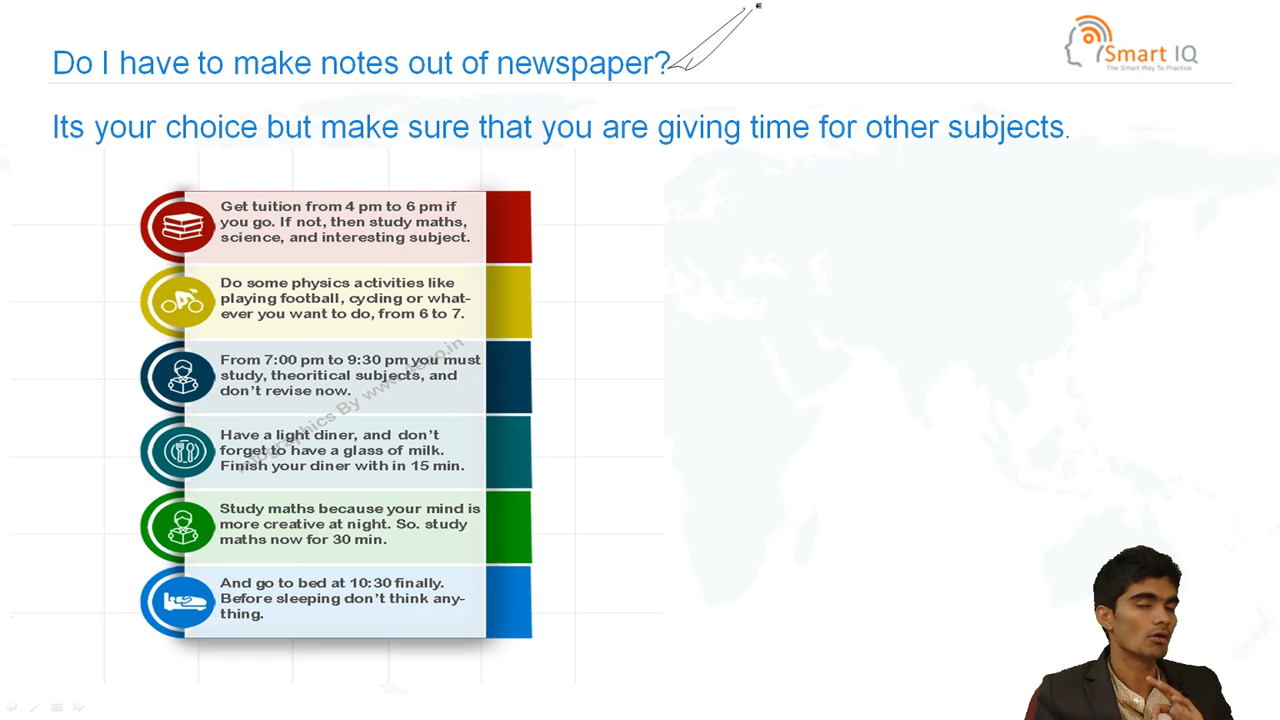 Do I have to make notes out of newspaper?
Smart IQ
The Smart Way To Practice
Its your choice but make sure that you are giving time for other subjects.
Get tuition from 4 pm to 6 pm if
you go. If not, then study maths,
science, and interesting subject.
Do some physics activities like
playing football, cycling or what-
ever you want to do, from 6 to 7.
From 7:00 pm to 9:30 pm you must
study, theoritical subjects, and
don't revise now.
Have a light diner, and don't
forget to have a glass of milk.
Finish your diner with in 15 min.
Study maths because your mind is
more creative at night. So. study
maths now for 30 min.
And go to bed at 10:30 finally.
Before sleeping don't think any-
thing.